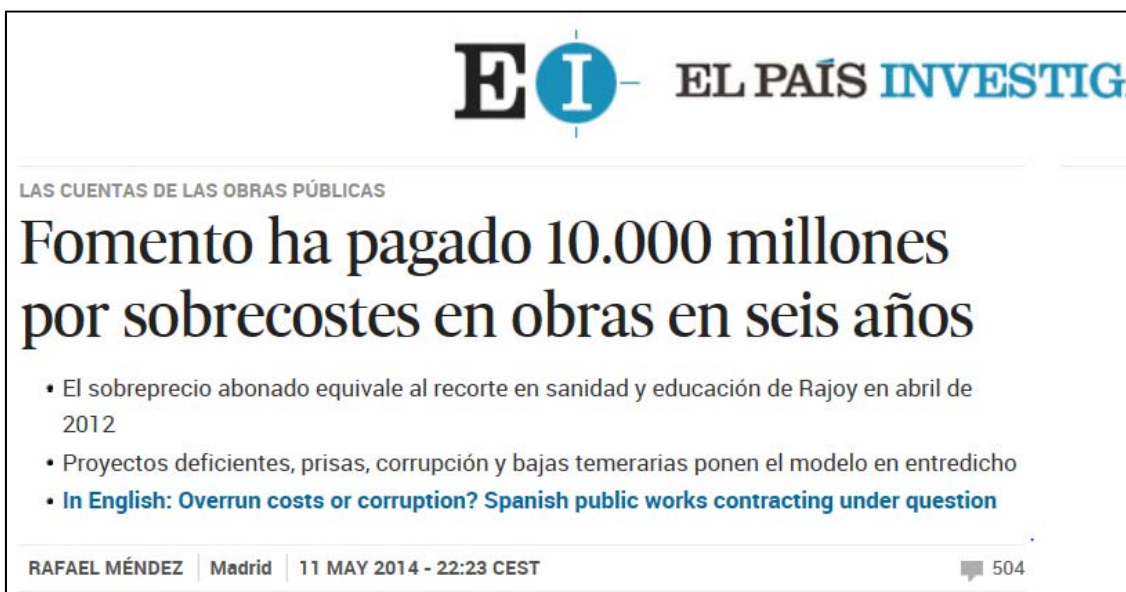 EI EL PAÍS INVESTIG
LAS CUENTAS DE LAS OBRAS PÚBLICAS
Fomento ha pagado 10.000 millones
por sobrecostes en obras en seis años
• El sobreprecio abonado equivale al recorte en sanidad y educación de Rajoy en abril de
2012
• Proyectos deficientes, prisas, corrupción y bajas temerarias ponen el modelo en entredicho
• In English: Overrun costs or corruption? Spanish public works contracting under question
RAFAEL MÉNDEZ | Madrid | 11 MAY 2014 - 22:23 CEST 504